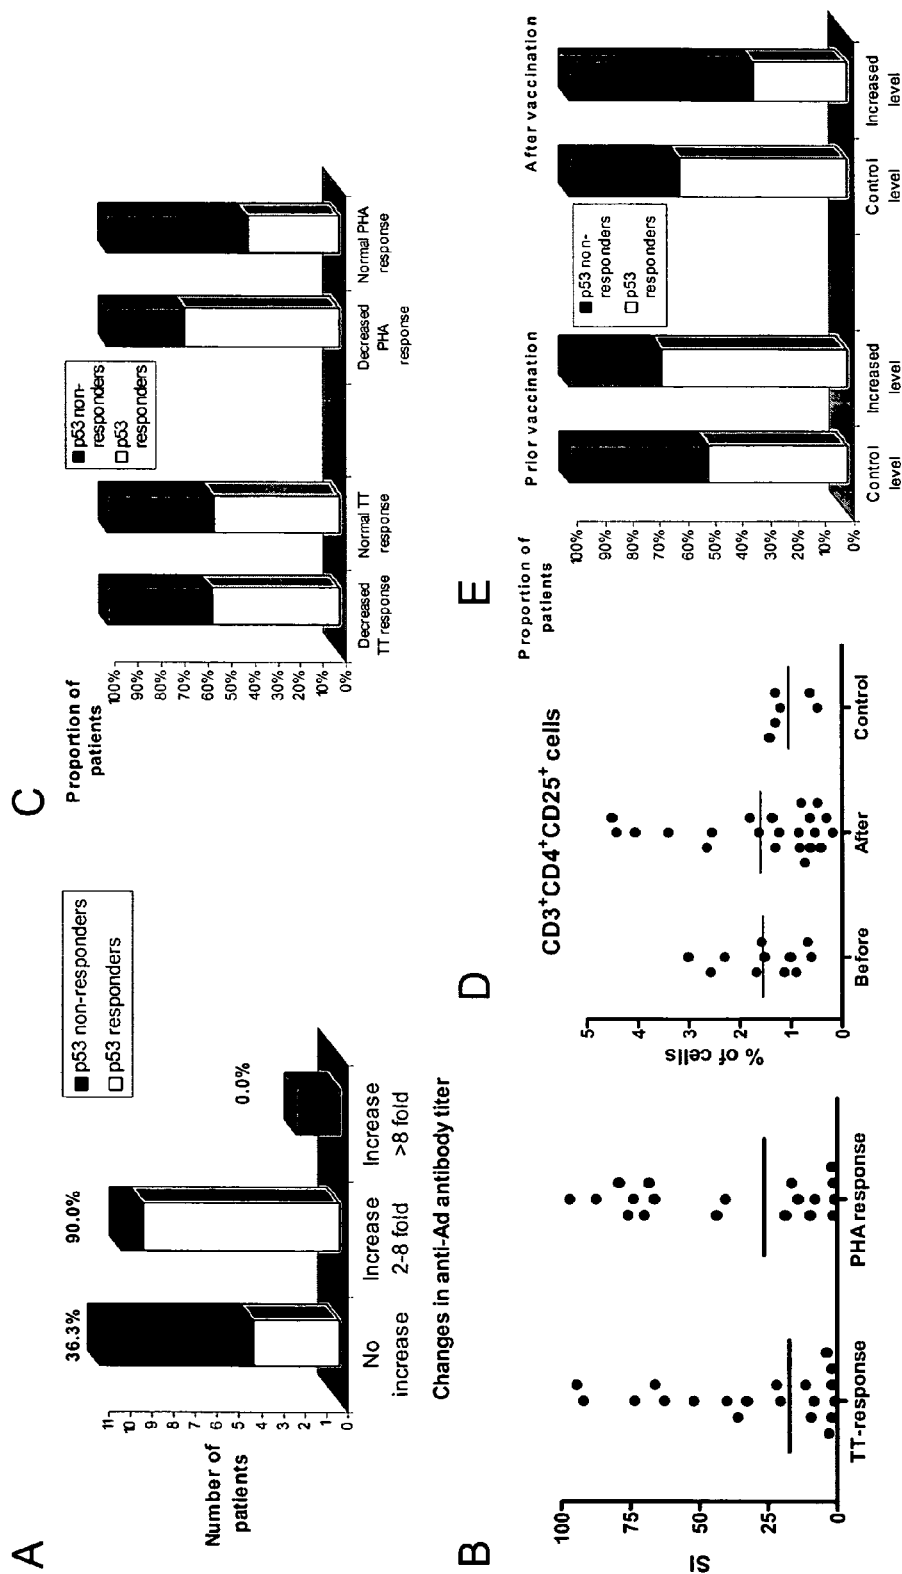 A
Number of
patients
11
10
9
8
7
6
5
4
3
2
1
0
36.3%
90.0%
0.0%
p53 non-responders
p53 responders
No
increase
Increase
2-8 fold
Increase
>8 fold
Changes in anti-Ad antibody titer
B
SI
100
75
50
25
0
TT-response
PHA response
C
Proportion of
patients
100%
90%
80%
70%
60%
50%
40%
30%
20%
10%
0%
p53 non-
responders
p53
responders
Decreased
TT response
Normal TT
response
Decreased
PHA
response
Normal PHA
response
D
CD3+CD4+CD25+ cells
% of cells
5
4
3
2
1
0
Before
After
Control
E
Proportion of
patients
100%
90%
80%
70%
60%
50%
40%
30%
20%
10%
0%
Prior vaccination
After vaccination
p53 non-
responders
p53
responders
Control
level
Increased
level
Control
level
Increased
level